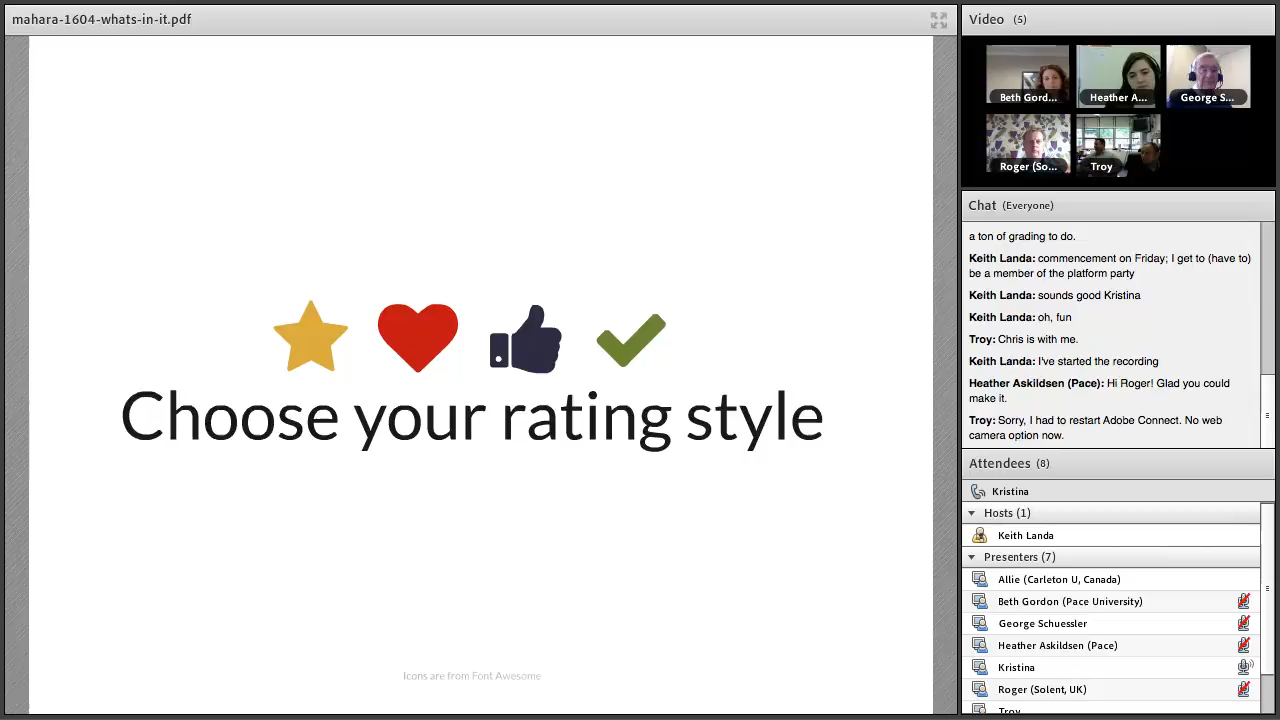 mahara-1604-whats-in-it.pdf
Choose your rating style
Icons are from Font Awesome
Video (5)
Beth Gord...
Heather A...
George S...
Roger (So...
Troy
Chat (Everyone)
a ton of grading to do.
Keith Landa: commencement on Friday; I get to (have to)
be a member of the platform party
Keith Landa: sounds good Kristina
Keith Landa: oh, fun
Troy: Chris is with me.
Keith Landa: I've started the recording
Heather Askildsen (Pace): Hi Roger! Glad you could
make it.
Troy: Sorry, I had to restart Adobe Connect. No web
camera option now.
Attendees (8)
Kristina
Hosts (1)
Keith Landa
Presenters (7)
Allie (Carleton U, Canada)
Beth Gordon (Pace University)
George Schuessler
Heather Askildsen (Pace)
Kristina
Roger (Solent, UK)
Troy